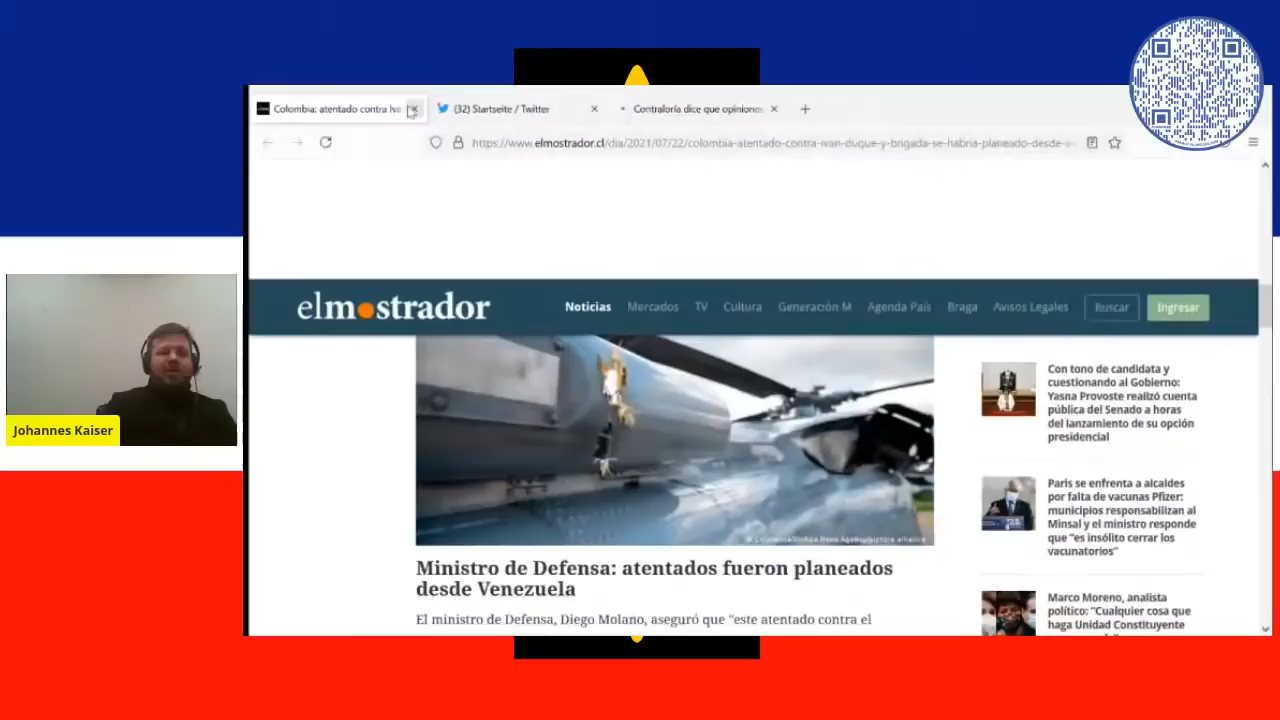 Colombia: atentado contra Iva
(32) Startseite / Twitter
Contraloría dice que opiniones
https://www.elmostrador.cl/dia/2021/07/22/colombia-atentado-contra-ivan-duque-y-brigada-se-habria-planeado-desde-
elmostrador
Noticias Mercados TV Cultura Generación M Agenda País Braga Avisos Legales Buscar Ingresar
Con tono de candidata y
cuestionando al Gobierno:
Yasna Provoste realizó cuenta
pública del Senado a horas
del lanzamiento de su opción
presidencial
Paris se enfrenta a alcaldes
por falta de vacunas Pfizer:
municipios responsabilizan al
Minsal y el ministro responde
que "es insólito cerrar los
vacunatorios"
Marco Moreno, analista
político: "Cualquier cosa que
haga Unidad Constituyente
Ministro de Defensa: atentados fueron planeados
desde Venezuela
El ministro de Defensa, Diego Molano, aseguró que "este atentado contra el
Johannes Kaiser